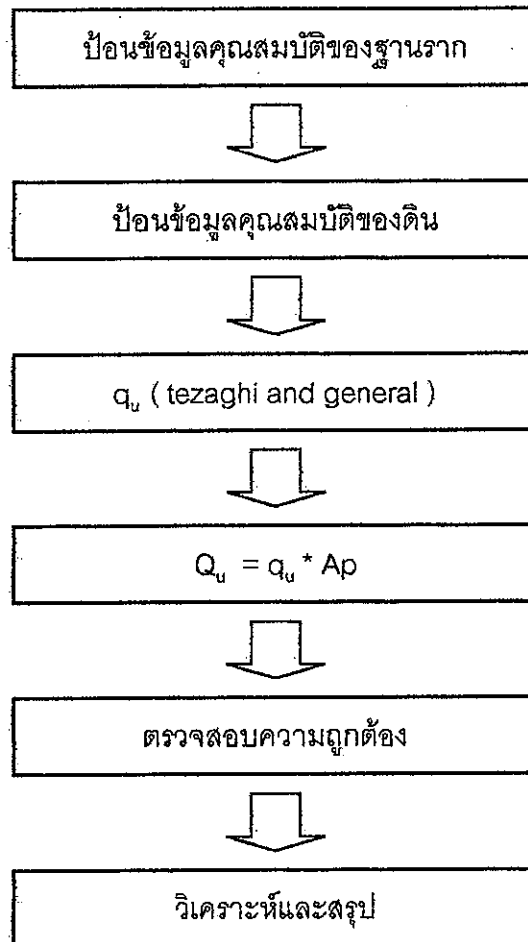 ป้อนข้อมูลคุณสมบัติของฐานราก
ป้อนข้อมูลคุณสมบัติของดิน
qᵤ ( tezaghi and general )
Qᵤ = qᵤ * Ap
ตรวจสอบความถูกต้อง
วิเคราะห์และสรุป